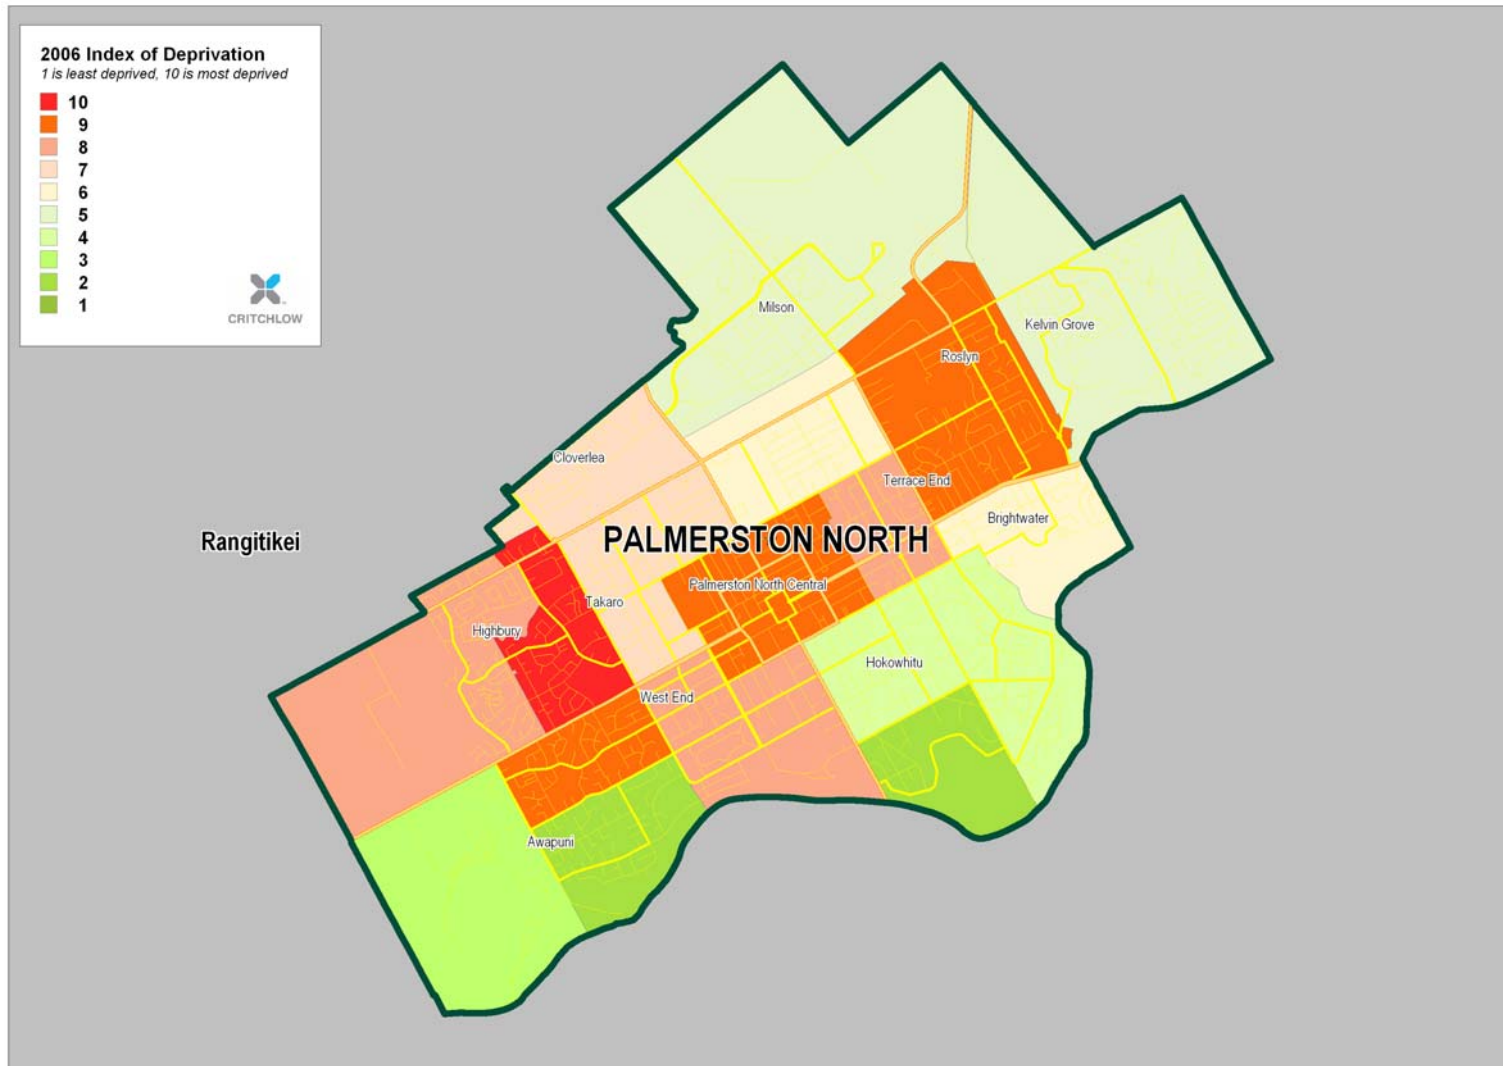 2006 Index of Deprivation
1 is least deprived, 10 is most deprived
10
9
8
7
6
5
4
3
2
1
CRITCHLOW
Milson
Kelvin Grove
Roslyn
Cloverlea
Terrace End
Brightwater
Rangitikei
PALMERSTON NORTH
Palmerston North Central
Takaro
Highbury
Hokowhitu
West End
Awapuni